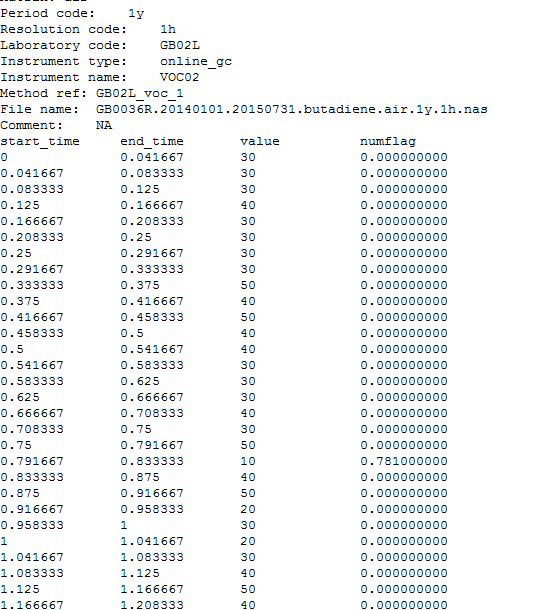 Period code: 1y
Resolution code: 1h
Laboratory code: GB02L
Instrument type: online_gc
Instrument name: VOC02
Method ref: GB02L_voc_1
File name: GB0036R.20140101.20150731.butadiene.air.1y.1h.nas
Comment: NA
start_time end_time value numflag
0 0.041667 30 0.000000000
0.041667 0.083333 30 0.000000000
0.083333 0.125 30 0.000000000
0.125 0.166667 40 0.000000000
0.166667 0.208333 30 0.000000000
0.208333 0.25 30 0.000000000
0.25 0.291667 30 0.000000000
0.291667 0.333333 30 0.000000000
0.333333 0.375 50 0.000000000
0.375 0.416667 40 0.000000000
0.416667 0.458333 50 0.000000000
0.458333 0.5 40 0.000000000
0.5 0.541667 40 0.000000000
0.541667 0.583333 30 0.000000000
0.583333 0.625 30 0.000000000
0.625 0.666667 30 0.000000000
0.666667 0.708333 40 0.000000000
0.708333 0.75 30 0.000000000
0.75 0.791667 50 0.000000000
0.791667 0.833333 10 0.781000000
0.833333 0.875 40 0.000000000
0.875 0.916667 50 0.000000000
0.916667 0.958333 20 0.000000000
0.958333 1 30 0.000000000
1 1.041667 20 0.000000000
1.041667 1.083333 30 0.000000000
1.083333 1.125 40 0.000000000
1.125 1.166667 50 0.000000000
1.166667 1.208333 40 0.000000000